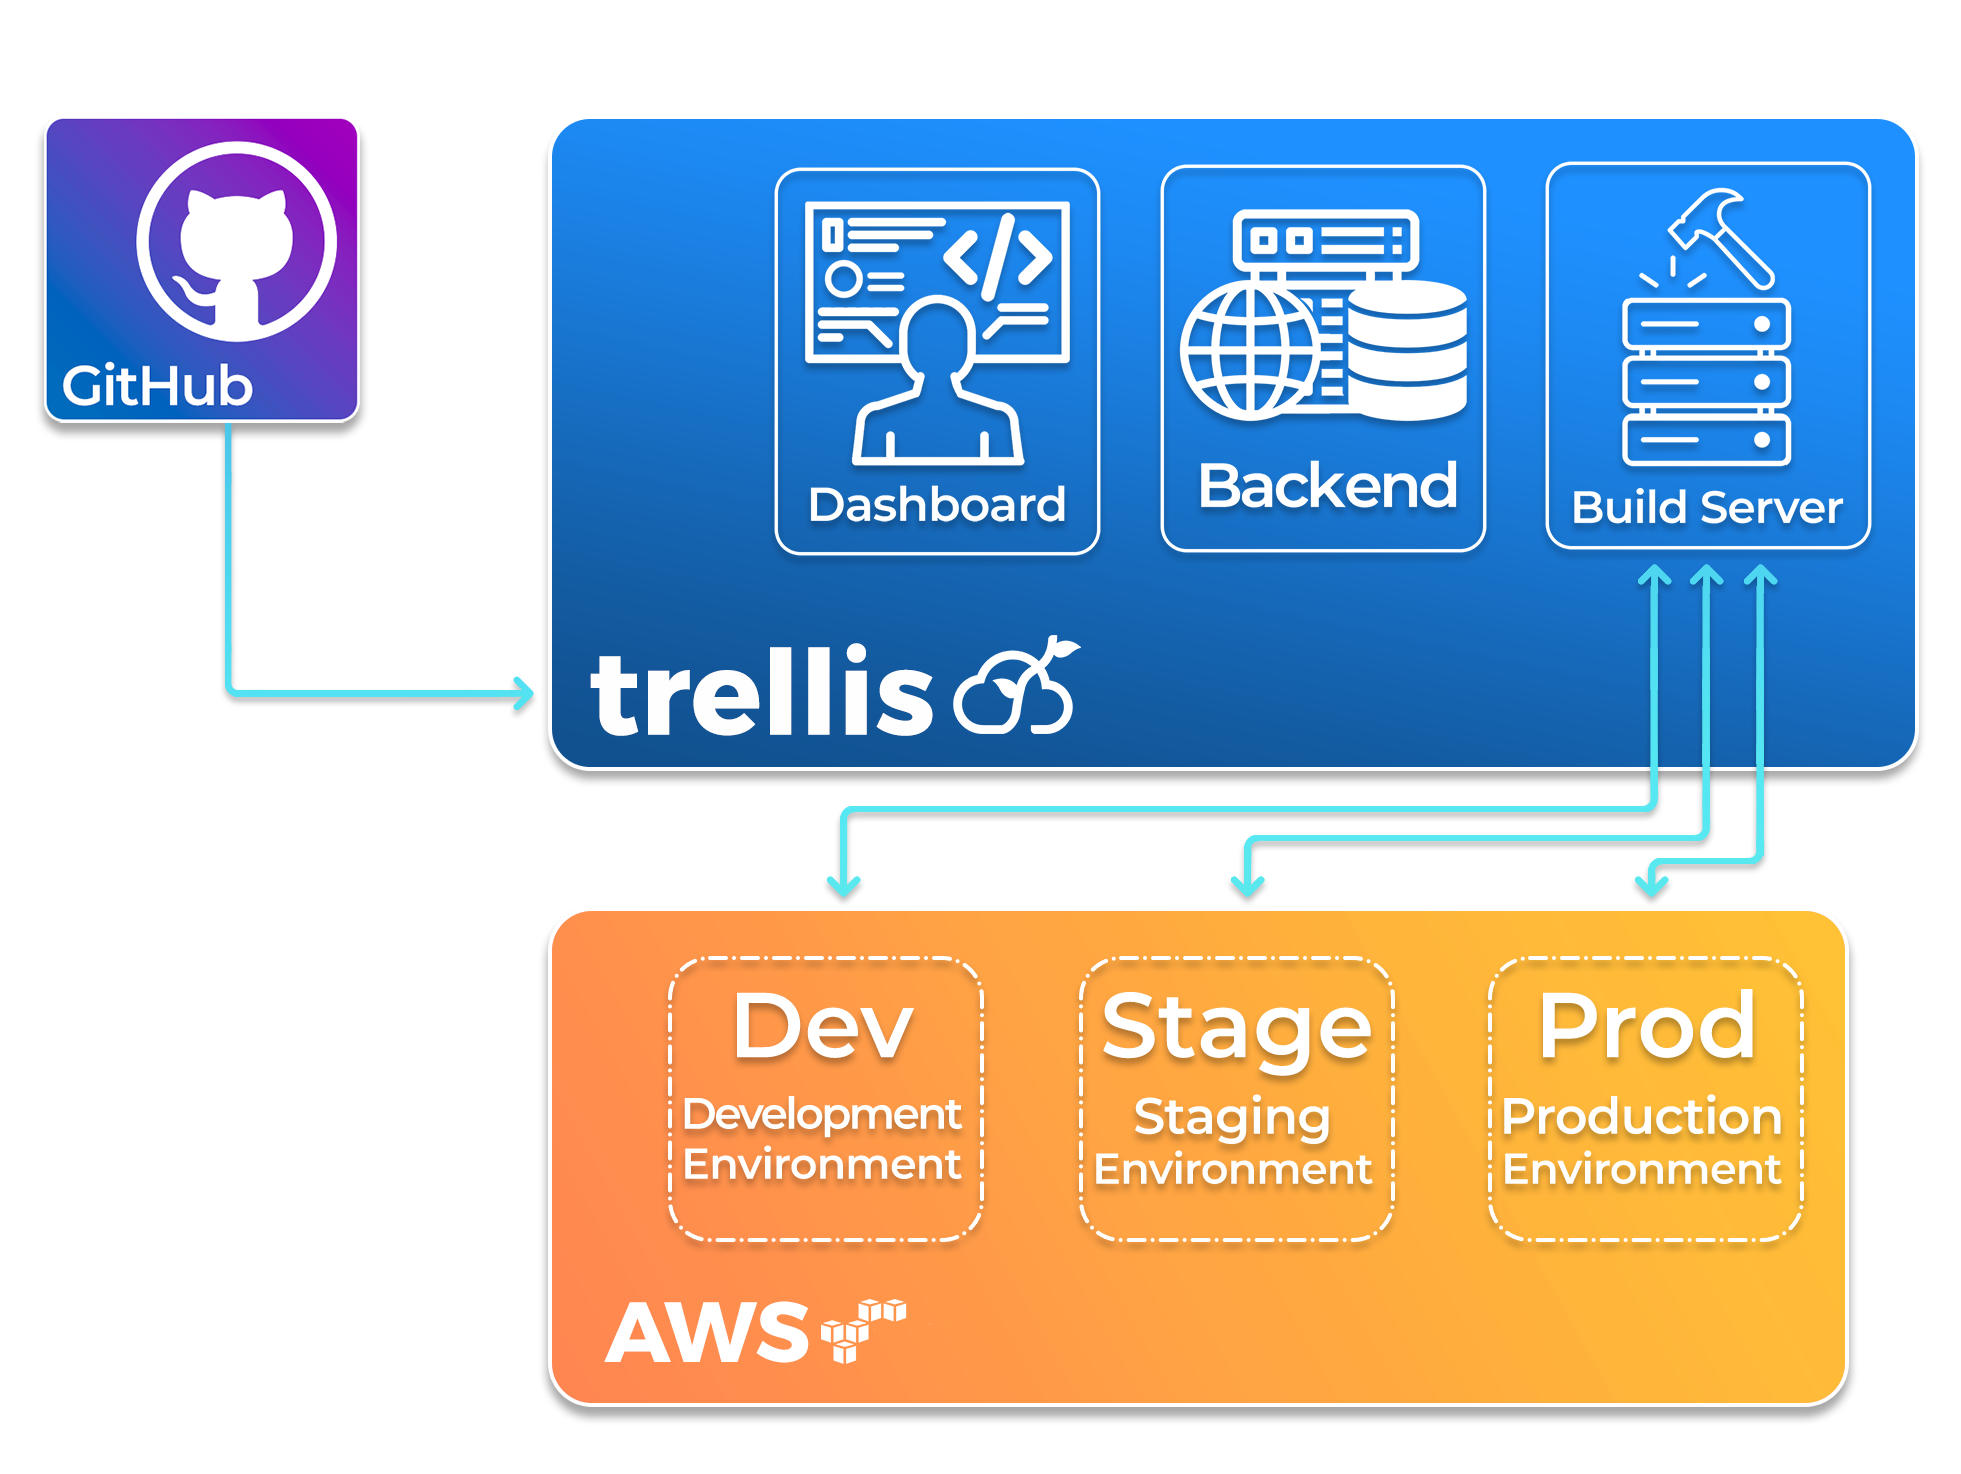 GitHub
Dashboard
Backend
Build Server
trellis
Dev
Development
Environment
Stage
Staging
Environment
Prod
Production
Environment
AWS